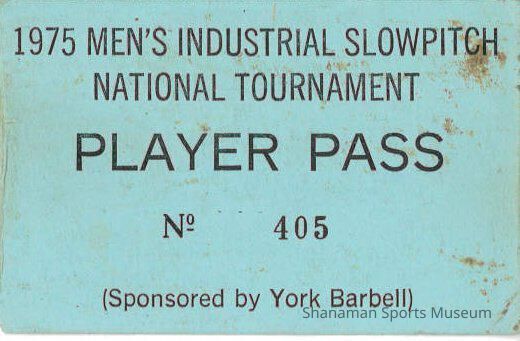 1975 MEN'S INDUSTRIAL SLOWPITCH
NATIONAL TOURNAMENT
PLAYER PASS
Nº 405
(Sponsored by York Barbell)
Shanaman Sports Museum